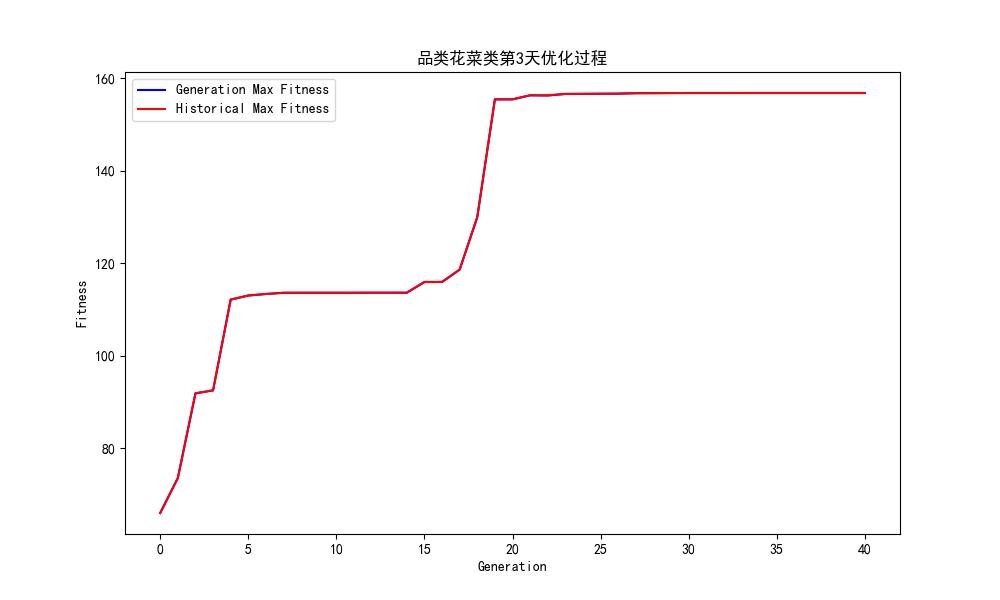 品类花菜类第3天优化过程
Generation Max Fitness
Historical Max Fitness
160
140
120
100
80
Fitness
0 5 10 15 20 25 30 35 40
Generation